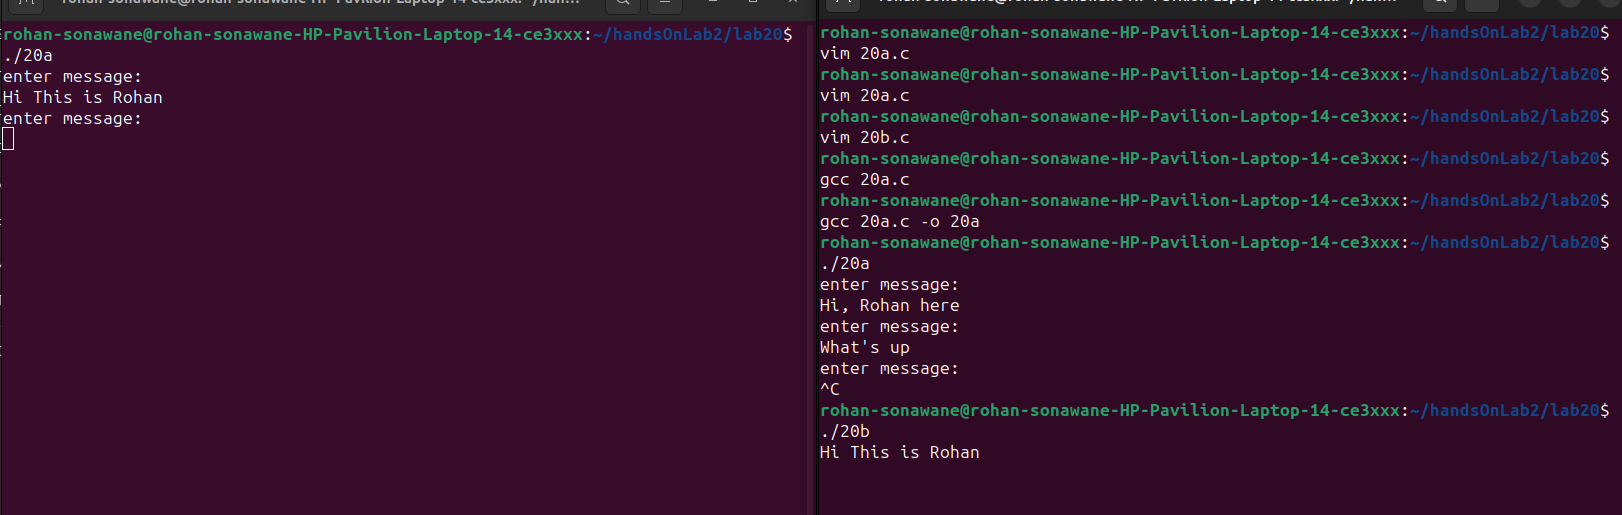 rohan-sonawane@rohan-sonawane-HP-Pavilion-Laptop-14-ce3xxx:~/handsOnLab2/lab20$
./20a
enter message:
Hi This is Rohan
enter message:
rohan-sonawane@rohan-sonawane-HP-Pavilion-Laptop-14-ce3xxx:~/handsOnLab2/lab20$
vim 20a.c
rohan-sonawane@rohan-sonawane-HP-Pavilion-Laptop-14-ce3xxx:~/handsOnLab2/lab20$
vim 20a.c
rohan-sonawane@rohan-sonawane-HP-Pavilion-Laptop-14-ce3xxx:~/handsOnLab2/lab20$
vim 20b.c
rohan-sonawane@rohan-sonawane-HP-Pavilion-Laptop-14-ce3xxx:~/handsOnLab2/lab20$
gcc 20a.c
rohan-sonawane@rohan-sonawane-HP-Pavilion-Laptop-14-ce3xxx:~/handsOnLab2/lab20$
gcc 20a.c -o 20a
rohan-sonawane@rohan-sonawane-HP-Pavilion-Laptop-14-ce3xxx:~/handsOnLab2/lab20$
./20a
enter message:
Hi, Rohan here
enter message:
What's up
enter message:
^C
rohan-sonawane@rohan-sonawane-HP-Pavilion-Laptop-14-ce3xxx:~/handsOnLab2/lab20$
./20b
Hi This is Rohan